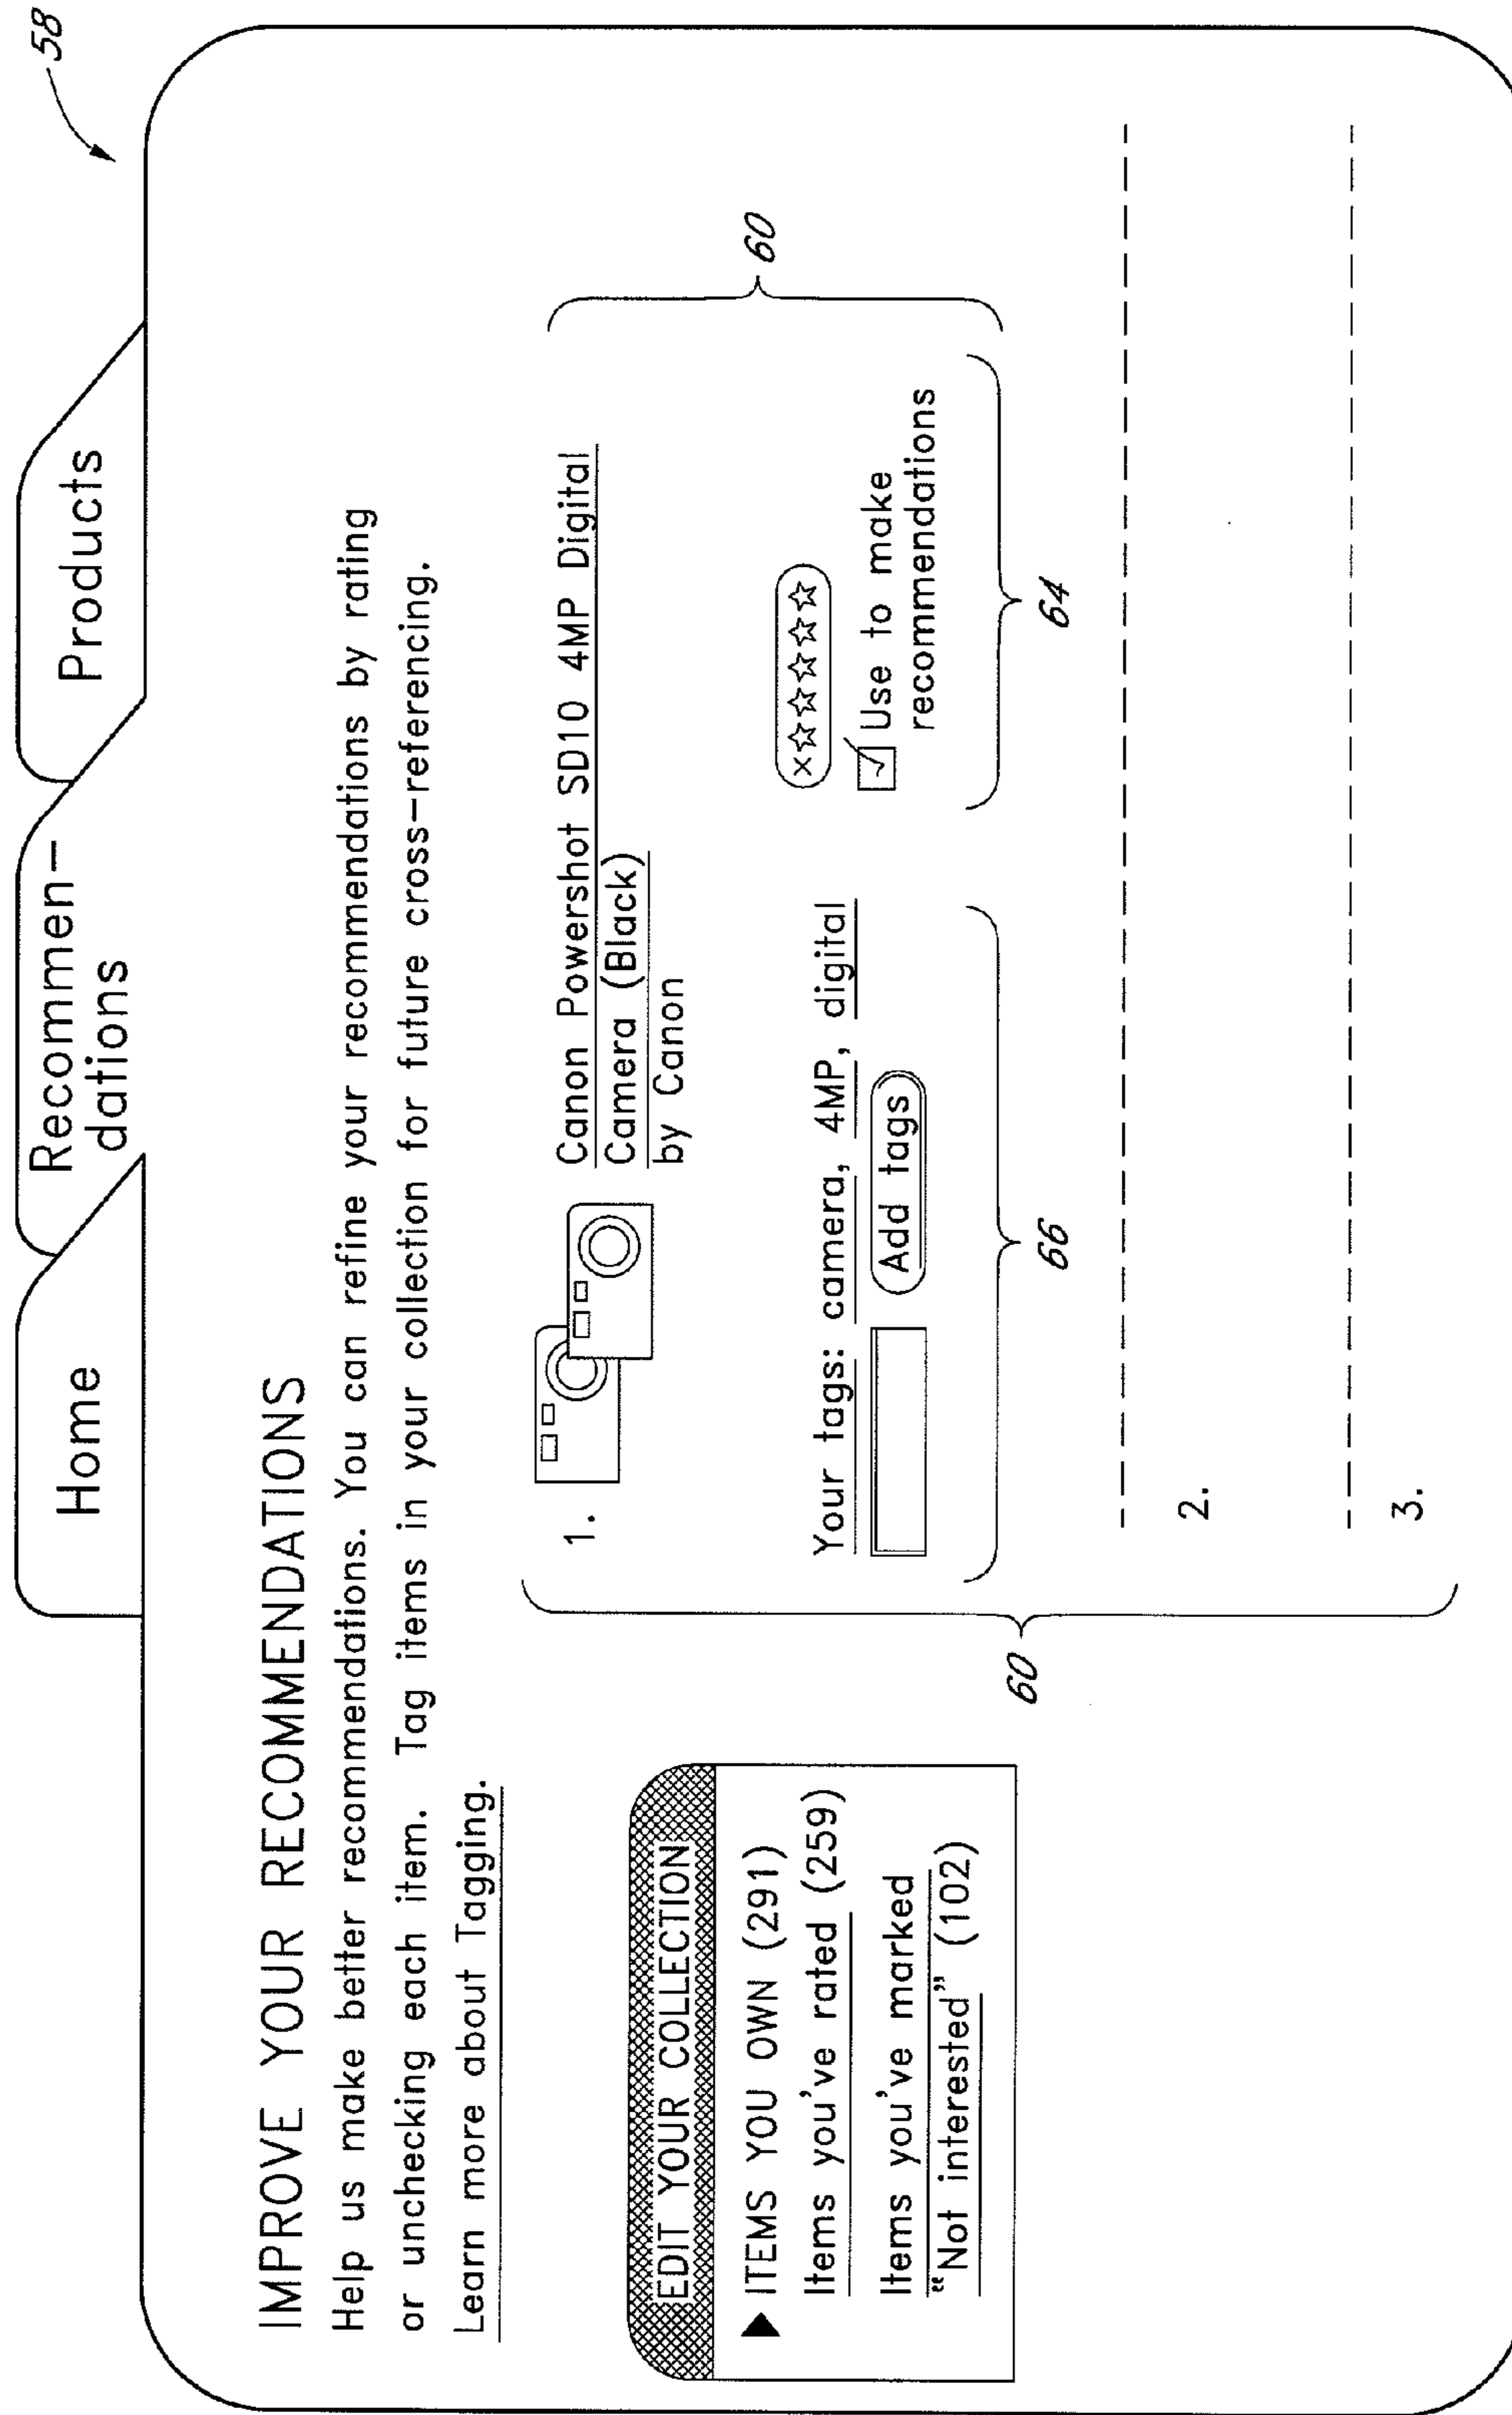 58
Home
Recommen-
dations
Products
IMPROVE YOUR RECOMMENDATIONS
Help us make better recommendations. You can refine your recommendations by rating
or unchecking each item. Tag items in your collection for future cross-referencing.
Learn more about Tagging.
EDIT YOUR COLLECTION
ITEMS YOU OWN (291)
Items you've rated (259)
Items you've marked
“Not interested” (102)
60
1.
Canon Powershot SD10 4MP Digital
Camera (Black)
by Canon
60
Your tags: camera, 4MP, digital
Add tags
66
×☆☆☆☆☆
Use to make
recommendations
64
2.
3.